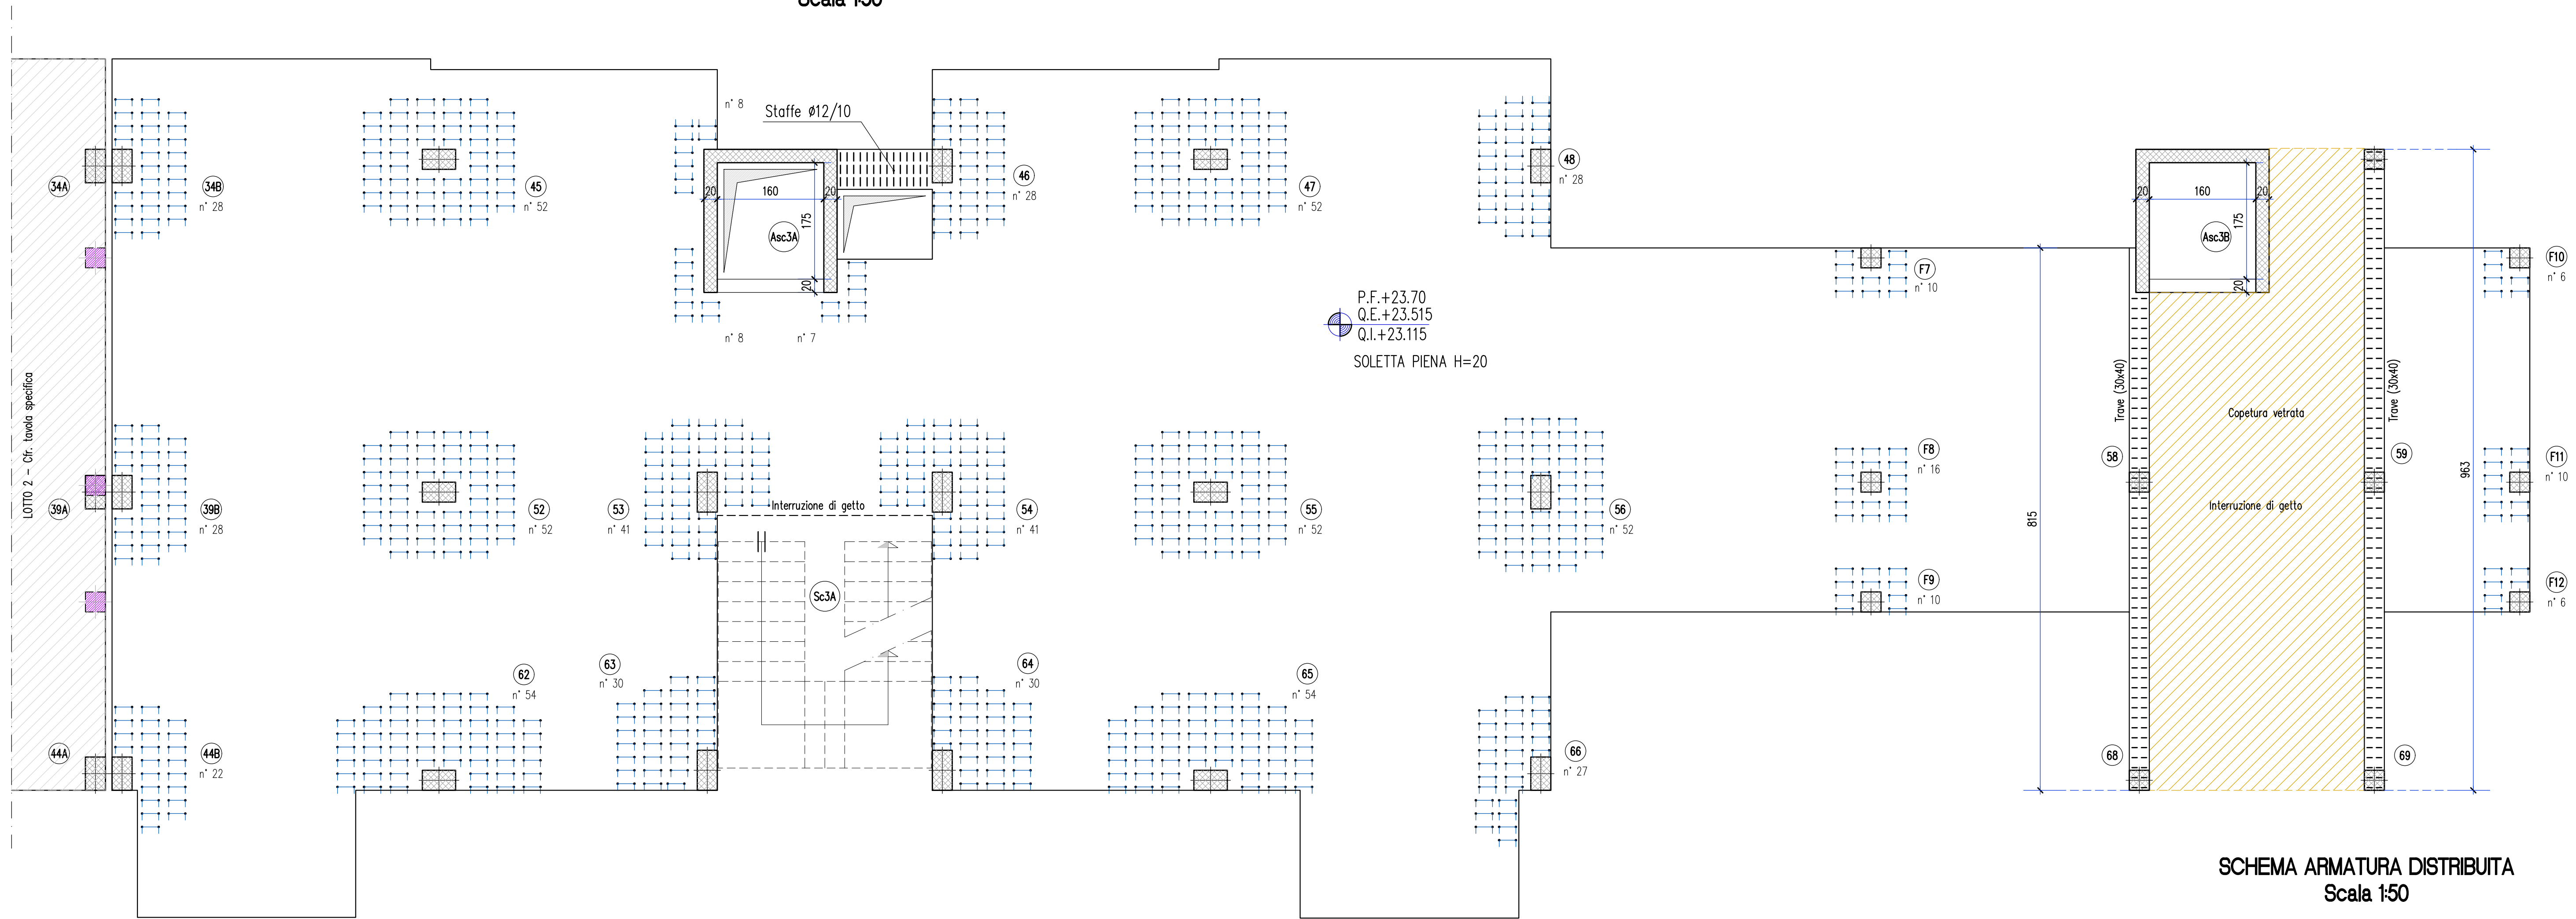 Scala 1:50
n° 8
Staffe ø12/10
34A
34B
n° 28
45
n° 52
20
160
20
175
20
Asc3A
46
n° 28
47
n° 52
48
n° 28
F7
n° 10
20
160
20
175
20
Asc3B
F10
n° 6
P.F.+23.70
Q.E.+23.515
Q.I.+23.115
SOLETTA PIENA H=20
n° 8
n° 7
LOTTO 2 - Cfr. tavola specifica
Trave (30x40)
Copetura vetrata
Trave (30x40)
39A
39B
n° 28
52
n° 52
53
n° 41
Interruzione di getto
54
n° 41
55
n° 52
56
n° 52
F8
n° 16
58
59
Interruzione di getto
F11
n° 10
815
963
Sc3A
F9
n° 10
F12
n° 6
44A
44B
n° 22
62
n° 54
63
n° 30
64
n° 30
65
n° 54
66
n° 27
68
69
SCHEMA ARMATURA DISTRIBUITA
Scala 1:50